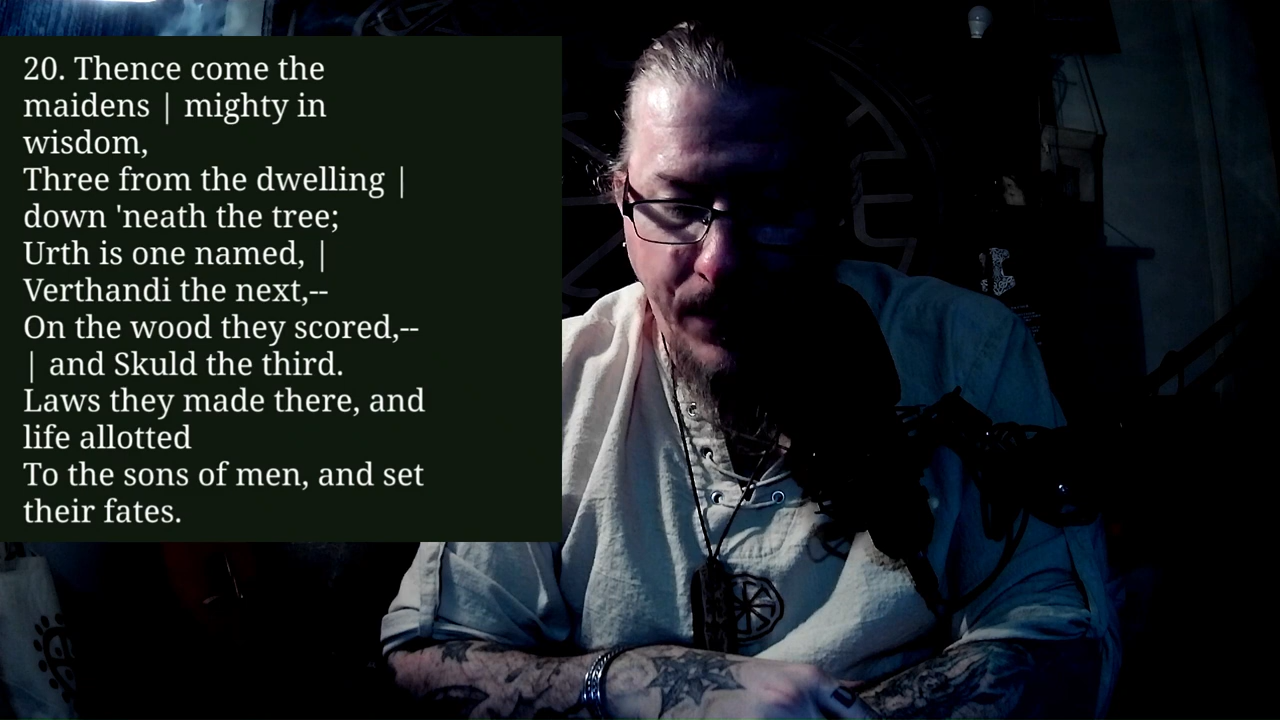 20. Thence come the
maidens | mighty in
wisdom,
Three from the dwelling |
down 'neath the tree;
Urth is one named, |
Verthandi the next,--
On the wood they scored,--
| and Skuld the third.
Laws they made there, and
life allotted
To the sons of men, and set
their fates.